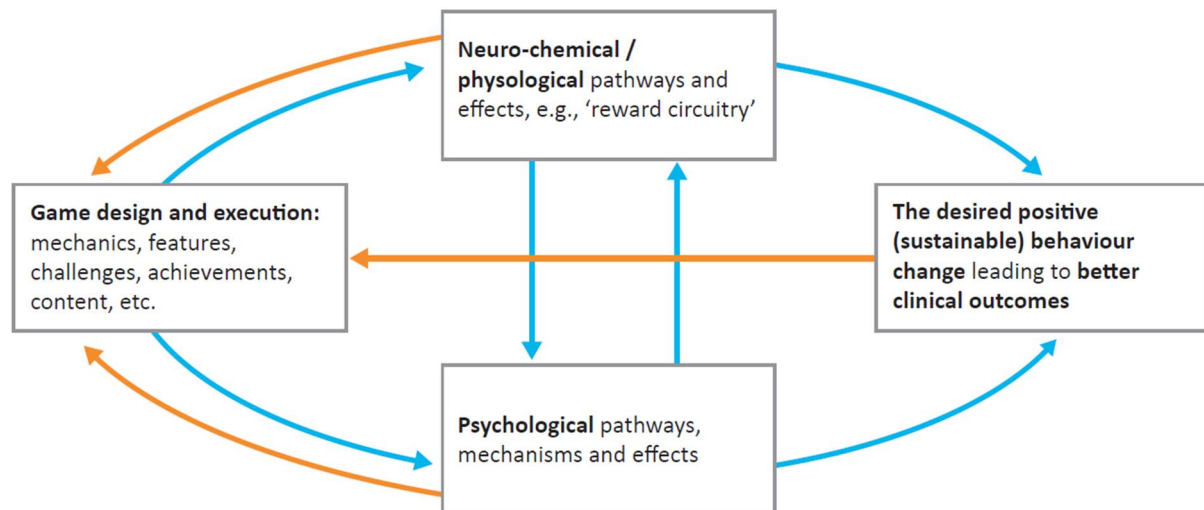 Neuro-chemical /
physological pathways and
effects, e.g., ‘reward circuitry’
Game design and execution:
mechanics, features,
challenges, achievements,
content, etc.
The desired positive
(sustainable) behaviour
change leading to better
clinical outcomes
Psychological pathways,
mechanisms and effects